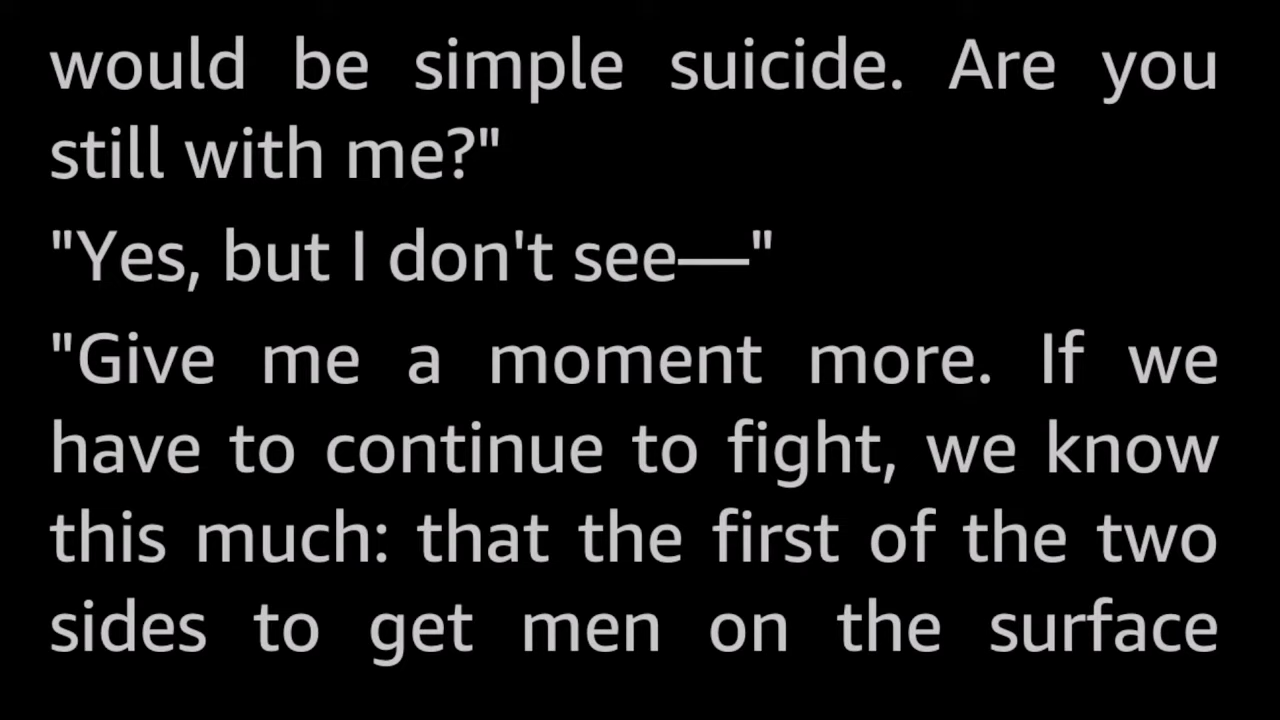 would be simple suicide. Are you
still with me?"
"Yes, but I don't see—"
"Give me a moment more. If we
have to continue to fight, we know
this much: that the first of the two
sides to get men on the surface